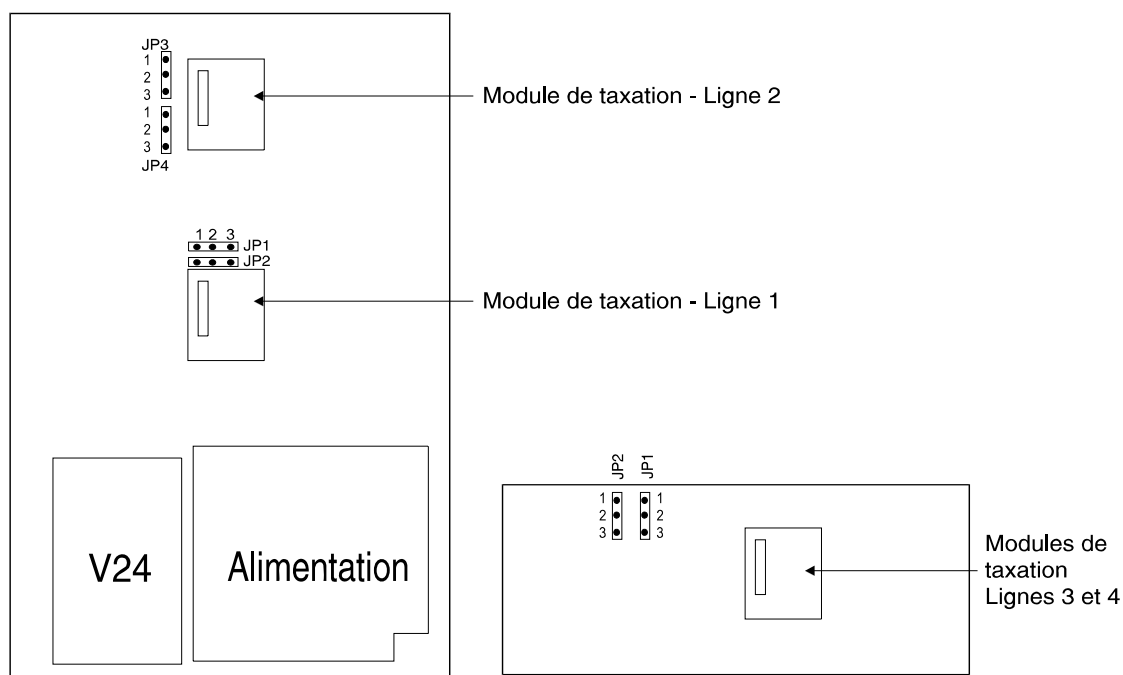 JP3
1
2
3
1
2
3
JP4
Module de taxation - Ligne 2
1 2 3
JP1
JP2
Module de taxation - Ligne 1
V24
Alimentation
JP2
JP1
1 1
2 2
3 3
Modules de
taxation
Lignes 3 et 4